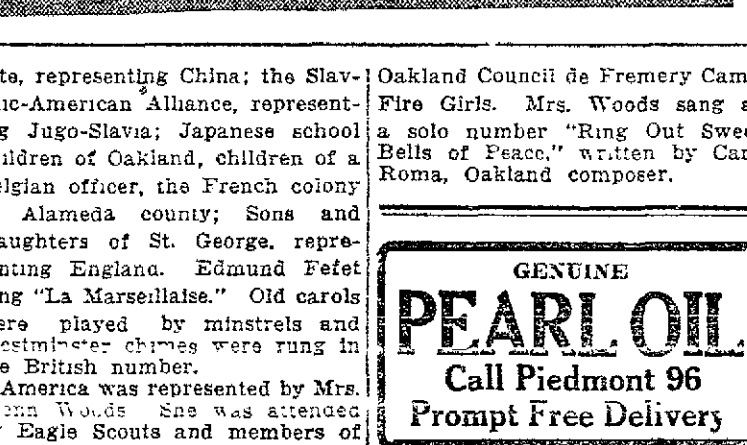 te, representing China; the Slav-
ic-American Alliance, represent-
g Jugo-Slavia; Japanese school
ildren of Oakland, children of a
elgian officer, the French colony
Alameda county; Sons and
aughters of St. George, repre-
nting England. Edmund Fefet
ng "La Marseillaise." Old carols
ere played by minstrels and
estminster chimes were rung in
e British number.
America was represented by Mrs.
enn Woods She was attended
y Eagle Scouts and members of
Oakland Council de Fremery Cam
Fire Girls. Mrs. Woods sang a
a solo number "Ring Out Swee
Bells of Peace," written by Car
Roma, Oakland composer.
GENUINE
PEARL OIL
Call Piedmont 96
Prompt Free Delivery